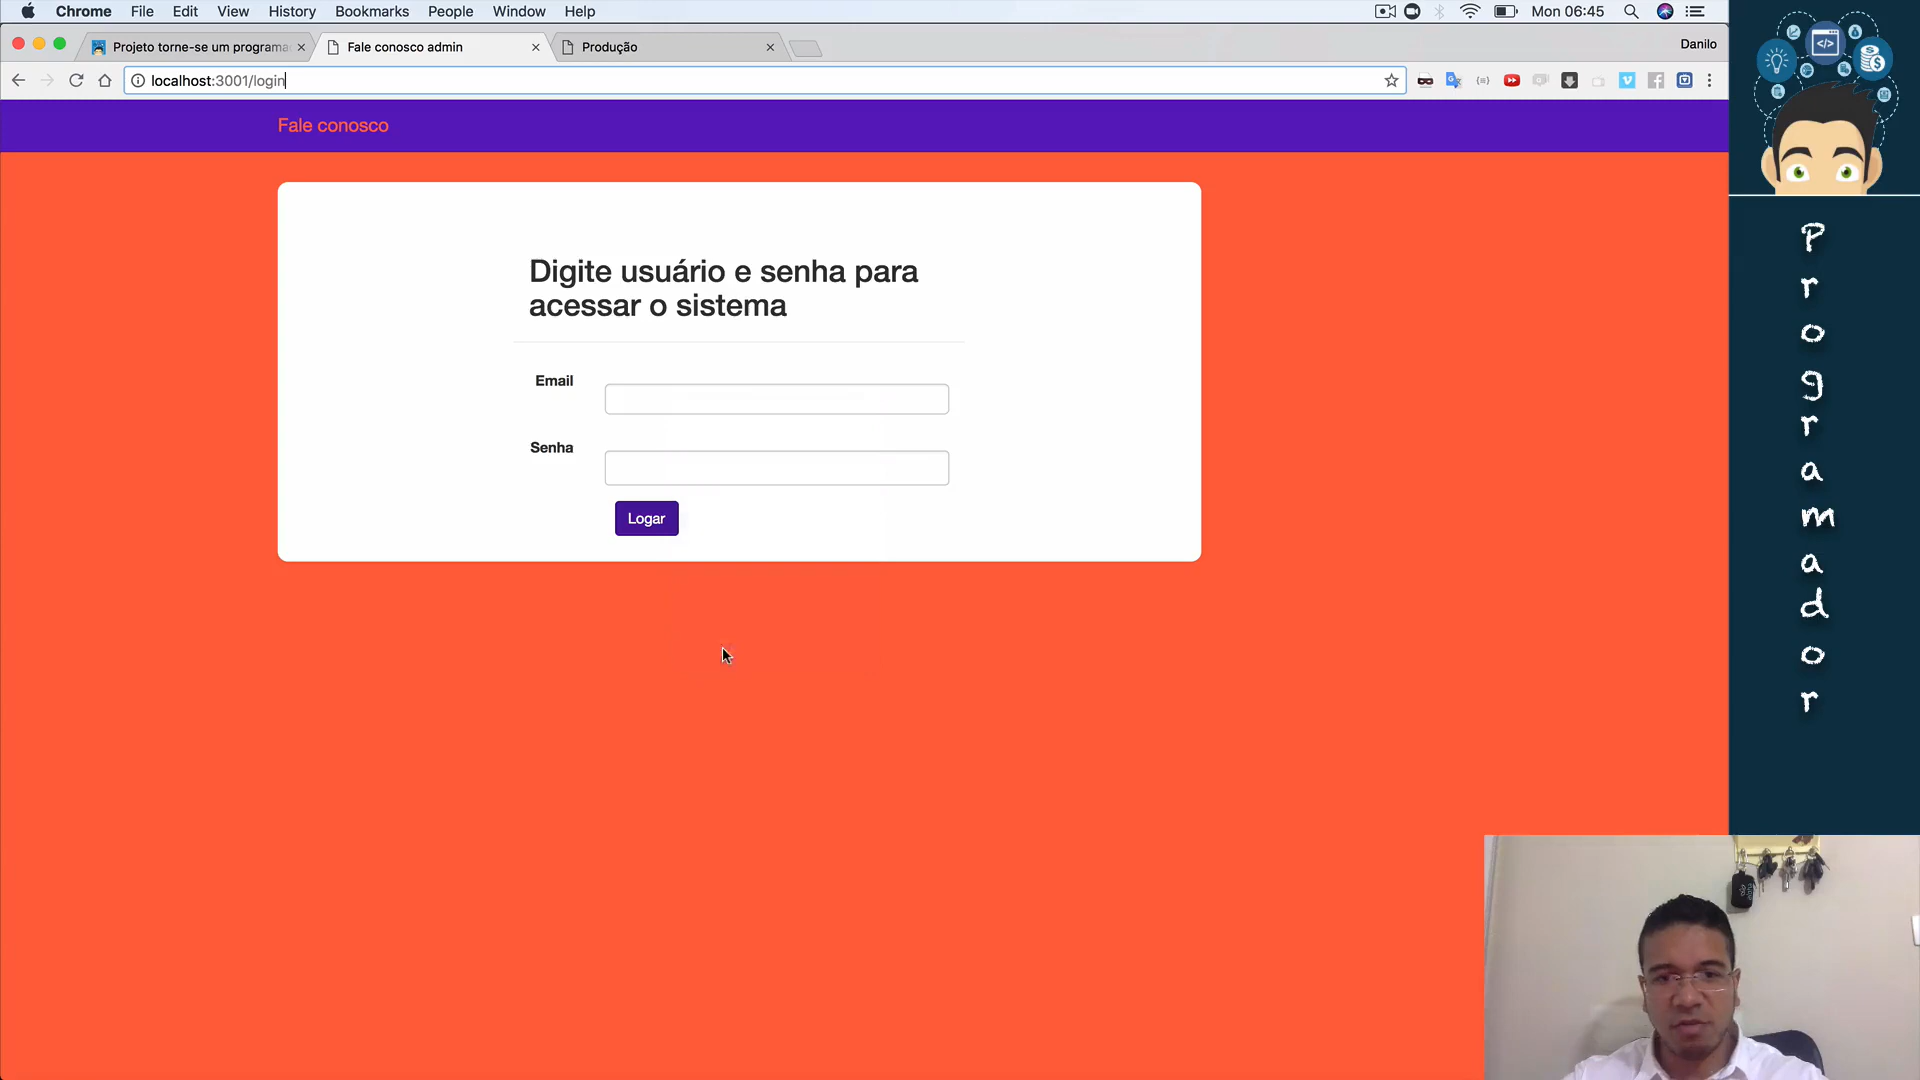 Chrome File Edit View History Bookmarks People Window Help Mon 06:45
Projeto torne-se um programa
Fale conosco admin
Produção
Danilo
localhost:3001/login
Fale conosco
Digite usuário e senha para
acessar o sistema
Email
Senha
Logar
P
r
o
g
r
a
m
a
d
o
r